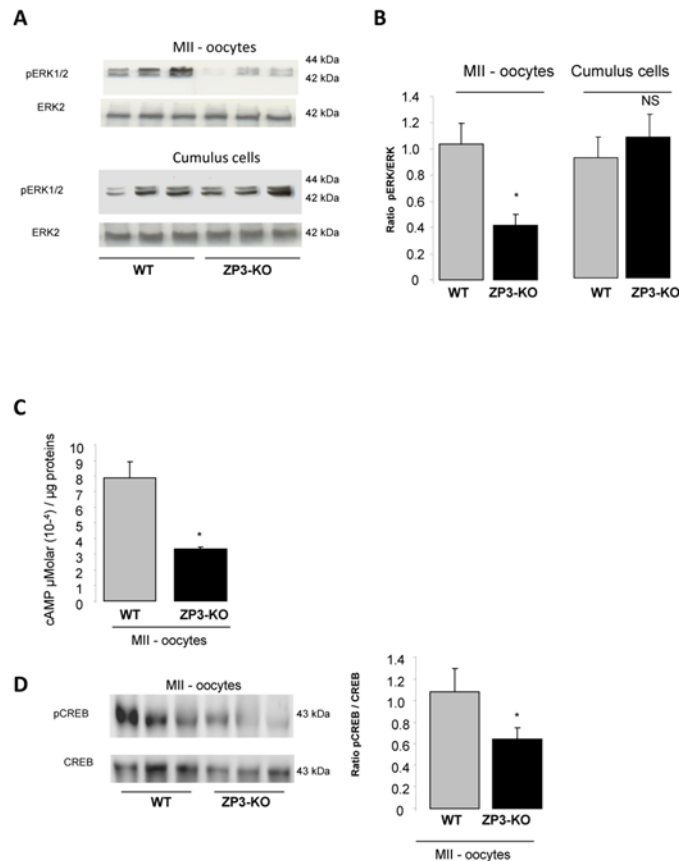 A
MII - oocytes
pERK1/2
44 kDa
42 kDa
ERK2
42 kDa
Cumulus cells
pERK1/2
44 kDa
42 kDa
ERK2
42 kDa
WT ZP3-KO
B
MII - oocytes Cumulus cells
NS
Ratio pERK/ERK
1.4
1.2
1.0
0.8
0.6
0.4
0.2
0
*
WT ZP3-KO WT ZP3-KO
C
cAMP µMolar (10-⁴) / µg proteins
10
9
8
7
6
5
4
3
2
1
0
*
WT ZP3-KO
MII - oocytes
D
MII - oocytes
pCREB
43 kDa
CREB
43 kDa
WT ZP3-KO
Ratio pCREB / CREB
1.4
1.2
1.0
0.8
0.6
0.4
0.2
0
*
WT ZP3-KO
MII - oocytes